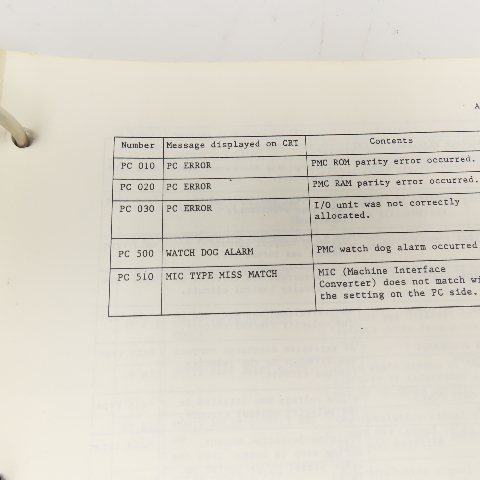 A
Number Message displayed on CRT Contents
PC 010 PC ERROR PMC ROM parity error occurred.
PC 020 PC ERROR PMC RAM parity error occurred.
PC 030 PC ERROR I/O unit was not correctly
allocated.
PC 500 WATCH DOG ALARM PMC watch dog alarm occurred
PC 510 MIC TYPE MISS MATCH MIC (Machine Interface
Converter) does not match wi
the setting on the PC side.